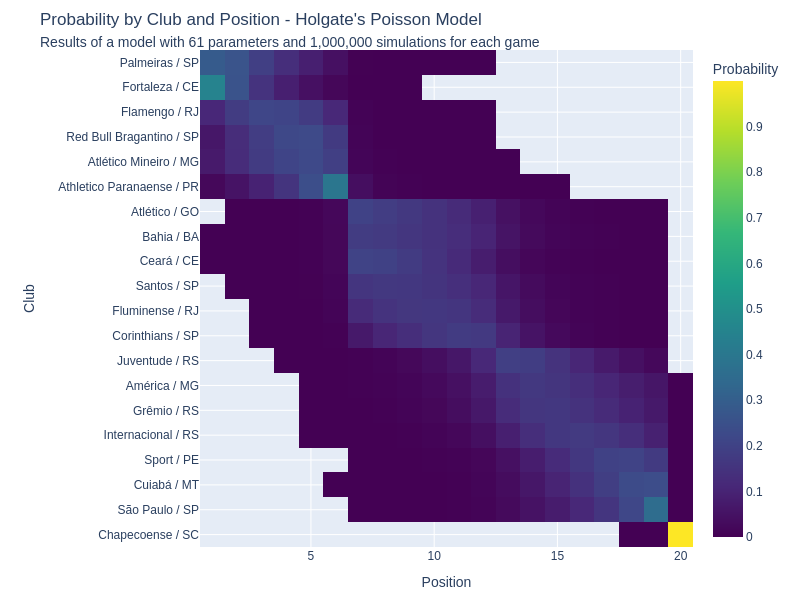 Probability by Club and Position - Holgate's Poisson Model
Results of a model with 61 parameters and 1,000,000 simulations for each game
Probability
Palmeiras / SP
Fortaleza / CE
Flamengo / RJ
Red Bull Bragantino / SP
Atlético Mineiro / MG
Athletico Paranaense / PR
Atlético / GO
Bahia / BA
Ceará / CE
Santos / SP
Fluminense / RJ
Corinthians / SP
Juventude / RS
América / MG
Grêmio / RS
Internacional / RS
Sport / PE
Cuiabá / MT
São Paulo / SP
Chapecoense / SC
Club
5
10
15
20
Position
0.9
0.8
0.7
0.6
0.5
0.4
0.3
0.2
0.1
0